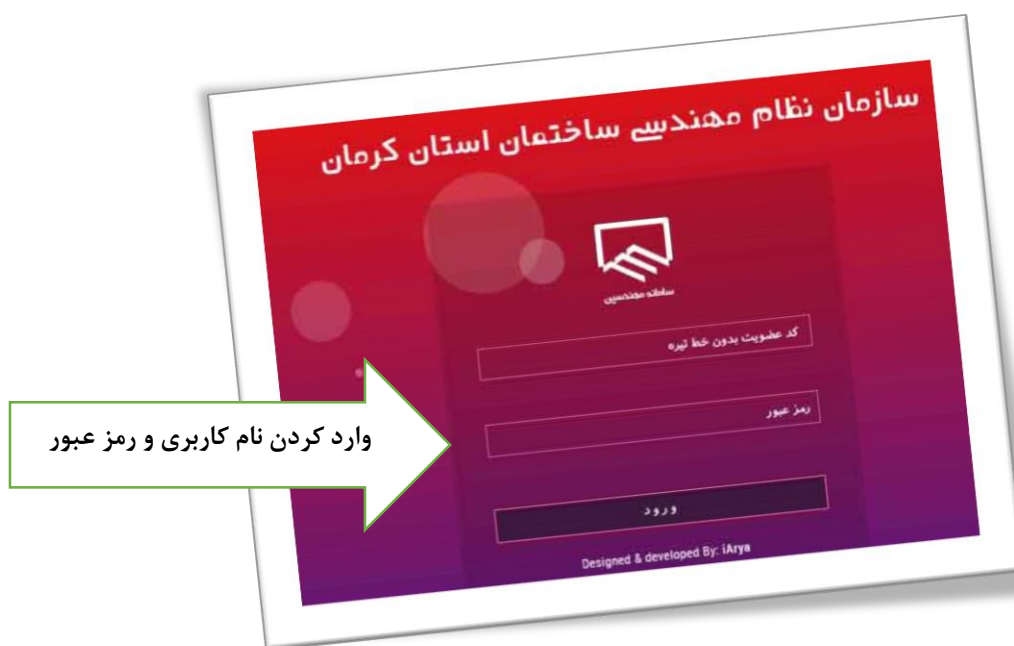 سازمان نظام مهندسی ساختمان استان کرمان
سامانه مهندسین
کد عضویت بدون خط تیره
رمز عبور
وارد کردن نام کاربری و رمز عبور
ورود
Designed & developed By: iArya